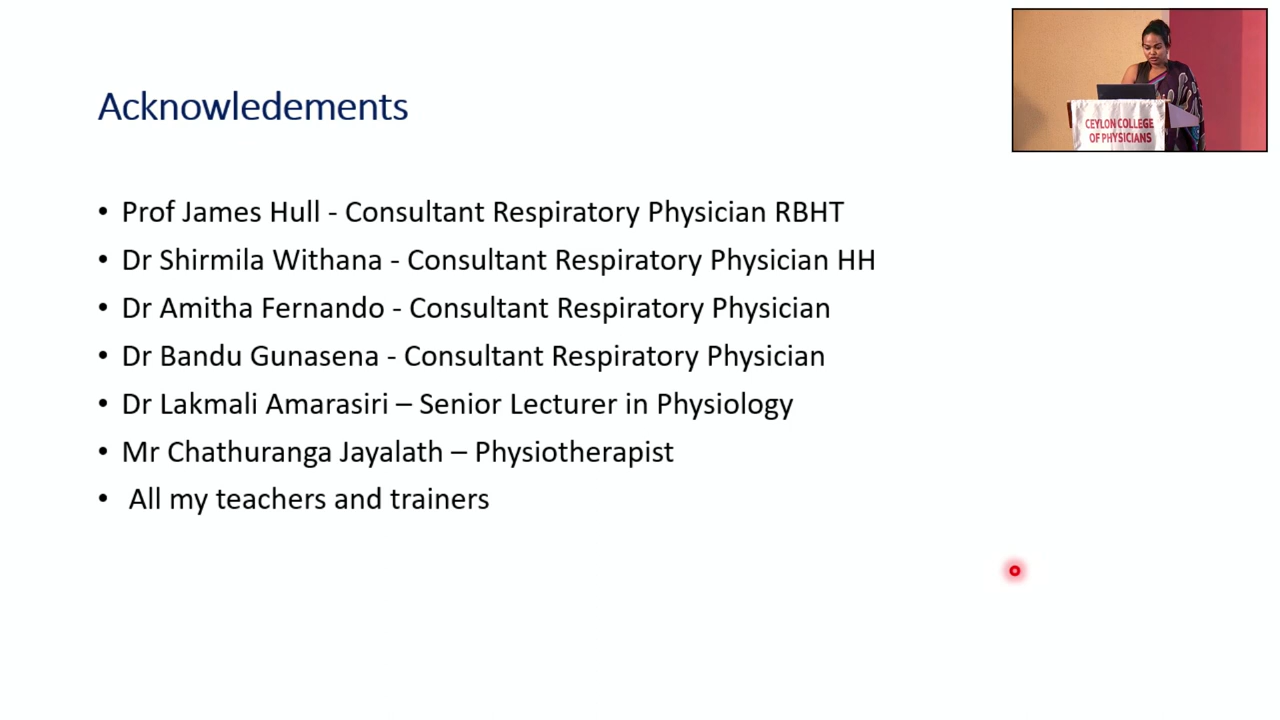 Acknowledements
• Prof James Hull - Consultant Respiratory Physician RBHT
• Dr Shirmila Withana - Consultant Respiratory Physician HH
• Dr Amitha Fernando - Consultant Respiratory Physician
• Dr Bandu Gunasena - Consultant Respiratory Physician
• Dr Lakmali Amarasiri – Senior Lecturer in Physiology
• Mr Chathuranga Jayalath – Physiotherapist
• All my teachers and trainers
CEYLON COLLEGE
OF PHYSICIANS